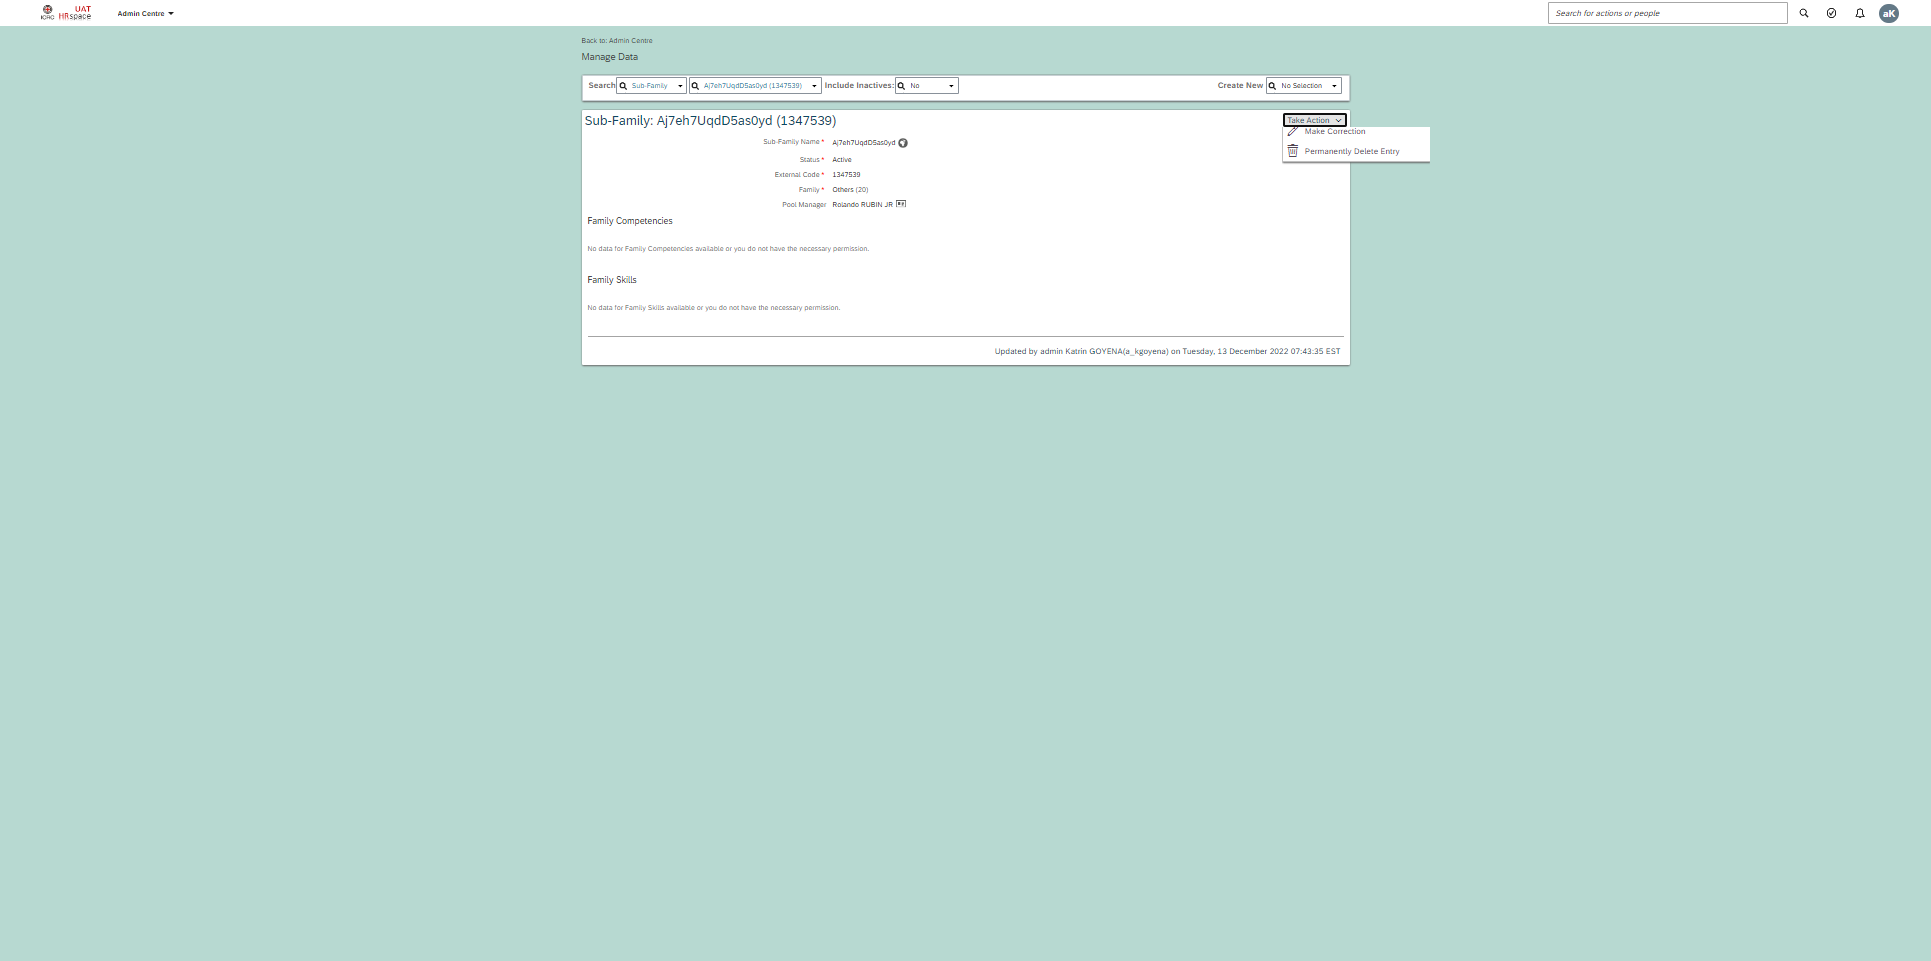 UAT
ICRC HRspace
Admin Centre
Search for actions or people
aK
Back to: Admin Centre
Manage Data
Search Sub-Family Aj7eh7UqdD5as0yd (1347539) Include Inactives: No Create New No Selection
Sub-Family: Aj7eh7UqdD5as0yd (1347539)
Take Action
Make Correction
Permanently Delete Entry
Sub-Family Name * Aj7eh7UqdD5as0yd
Status * Active
External Code * 1347539
Family * Others (20)
Pool Manager Rolando RUBIN JR
Family Competencies
No data for Family Competencies available or you do not have the necessary permission.
Family Skills
No data for Family Skills available or you do not have the necessary permission.
Updated by admin Katrin GOYENA(a_kgoyena) on Tuesday, 13 December 2022 07:43:35 EST